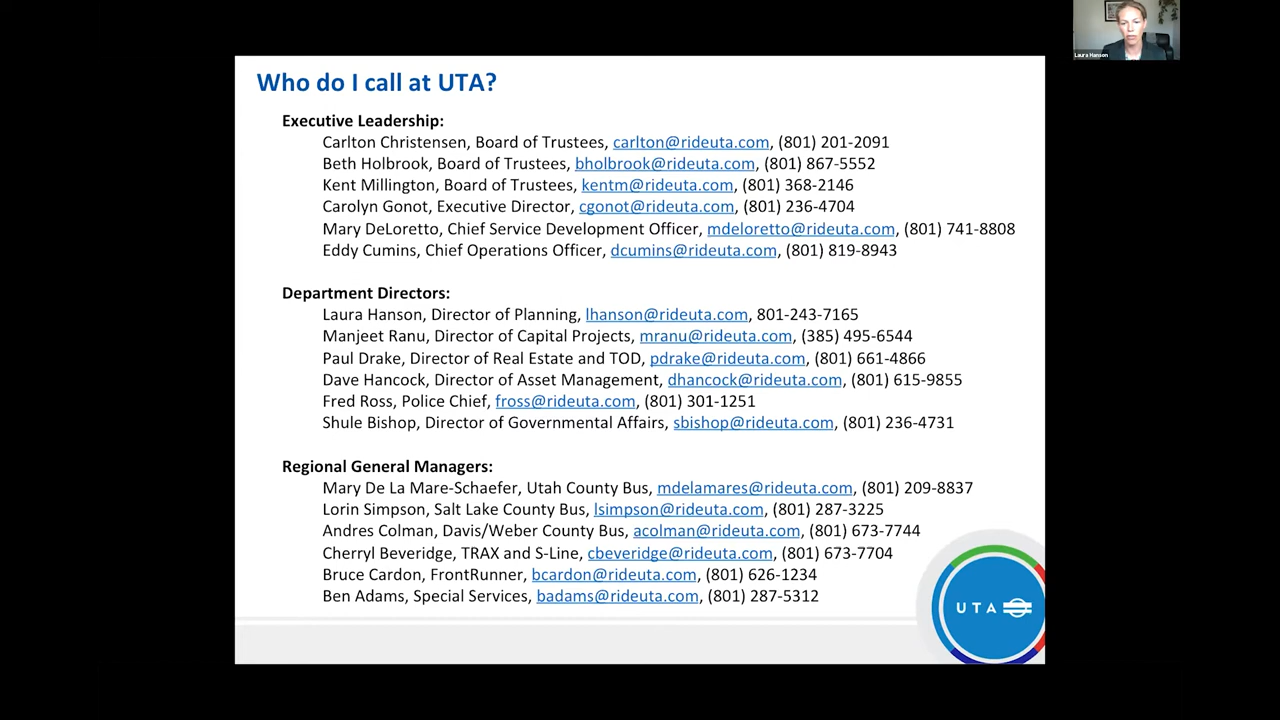 Laura Hanson
Who do I call at UTA?
Executive Leadership:
Carlton Christensen, Board of Trustees, carlton@rideuta.com, (801) 201-2091
Beth Holbrook, Board of Trustees, bholbrook@rideuta.com, (801) 867-5552
Kent Millington, Board of Trustees, kentm@rideuta.com, (801) 368-2146
Carolyn Gonot, Executive Director, cgonot@rideuta.com, (801) 236-4704
Mary DeLoretto, Chief Service Development Officer, mdeloretto@rideuta.com, (801) 741-8808
Eddy Cumins, Chief Operations Officer, dcumins@rideuta.com, (801) 819-8943
Department Directors:
Laura Hanson, Director of Planning, lhanson@rideuta.com, 801-243-7165
Manjeet Ranu, Director of Capital Projects, mranu@rideuta.com, (385) 495-6544
Paul Drake, Director of Real Estate and TOD, pdrake@rideuta.com, (801) 661-4866
Dave Hancock, Director of Asset Management, dhancock@rideuta.com, (801) 615-9855
Fred Ross, Police Chief, fross@rideuta.com, (801) 301-1251
Shule Bishop, Director of Governmental Affairs, sbishop@rideuta.com, (801) 236-4731
Regional General Managers:
Mary De La Mare-Schaefer, Utah County Bus, mdelamares@rideuta.com, (801) 209-8837
Lorin Simpson, Salt Lake County Bus, lsimpson@rideuta.com, (801) 287-3225
Andres Colman, Davis/Weber County Bus, acolman@rideuta.com, (801) 673-7744
Cherryl Beveridge, TRAX and S-Line, cbeveridge@rideuta.com, (801) 673-7704
Bruce Cardon, FrontRunner, bcardon@rideuta.com, (801) 626-1234
Ben Adams, Special Services, badams@rideuta.com, (801) 287-5312
UTA